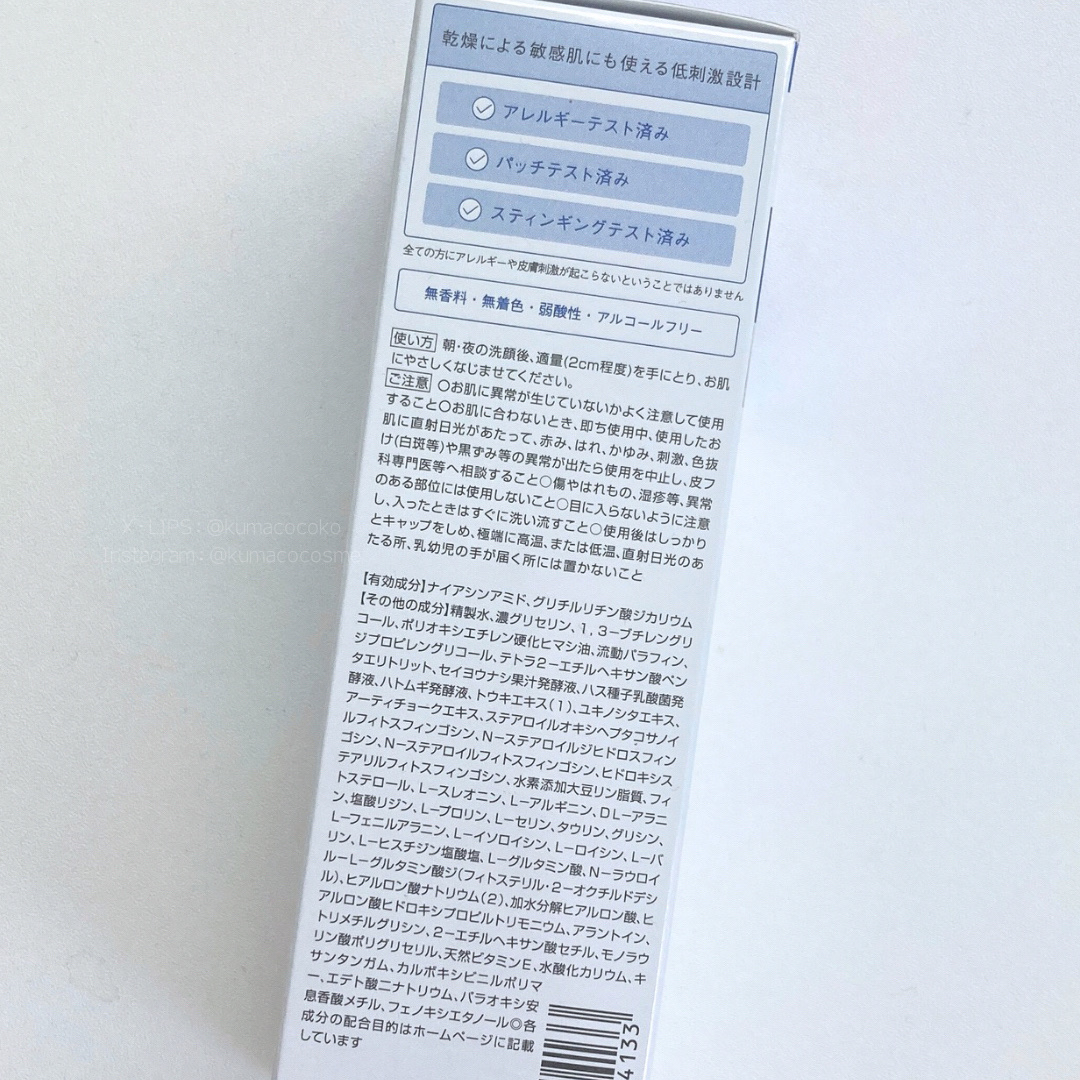 乾燥による敏感肌にも使える低刺激設計
アレルギーテスト済み
パッチテスト済み
スティンギングテスト済み
全ての方にアレルギーや皮膚刺激が起こらないということではありません
無香料・無着色・弱酸性・アルコールフリー
使い方 朝・夜の洗顔後、適量(2cm程度)を手にとり、お肌
にやさしくなじませてください。
ご注意 ○お肌に異常が生じていないかよく注意して使用
すること○お肌に合わないとき、即ち使用中、使用したお
肌に直射日光があたって、赤み、はれ、かゆみ、刺激、色抜
け(白斑等)や黒ずみ等の異常が出たら使用を中止し、皮フ
科専門医等へ相談すること○傷やはれもの、湿疹等、異常
のある部位には使用しないこと○目に入らないように注意
し、入ったときはすぐに洗い流すこと○使用後はしっかり
とキャップをしめ、極端に高温、または低温、直射日光のあ
たる所、乳幼児の手が届く所には置かないこと
X・LIPS : @kumacocoko
Instagram : @kumacocosme
【有効成分】ナイアシンアミド、グリチルリチン酸ジカリウム
【その他の成分】精製水、濃グリセリン、1,3－ブチレングリ
コール、ポリオキシエチレン硬化ヒマシ油、流動パラフィン、
ジプロピレングリコール、テトラ2－エチルヘキサン酸ペン
タエリトリット、セイヨウナシ果汁発酵液、ハス種子乳酸菌発
酵液、ハトムギ発酵液、トウキエキス(1)、ユキノシタエキス、
アーティチョークエキス、ステアロイルオキシヘプタコサノイ
ルフィトスフィンゴシン、N－ステアロイルジヒドロスフィン
ゴシン、N－ステアロイルフィトスフィンゴシン、ヒドロキシス
テアリルフィトスフィンゴシン、水素添加大豆リン脂質、フィ
トステロール、L－スレオニン、L－アルギニン、DL－アラニ
ン、塩酸リジン、L－プロリン、L－セリン、タウリン、グリシン、
L－フェニルアラニン、L－イソロイシン、L－ロイシン、L－バ
リン、L－ヒスチジン塩酸塩、L－グルタミン酸、N－ラウロイ
ル－L－グルタミン酸ジ(フィトステリル・2－オクチルドデシ
ル)、ヒアルロン酸ナトリウム(2)、加水分解ヒアルロン酸、ヒ
アルロン酸ヒドロキシプロピルトリモニウム、アラントイン、
トリメチルグリシン、2－エチルヘキサン酸セチル、モノラウ
リン酸ポリグリセリル、天然ビタミンE、水酸化カリウム、キ
サンタンガム、カルボキシビニルポリマ
ー、エデト酸二ナトリウム、パラオキシ安
息香酸メチル、フェノキシエタノール◎各
成分の配合目的はホームページに記載
しています
4133